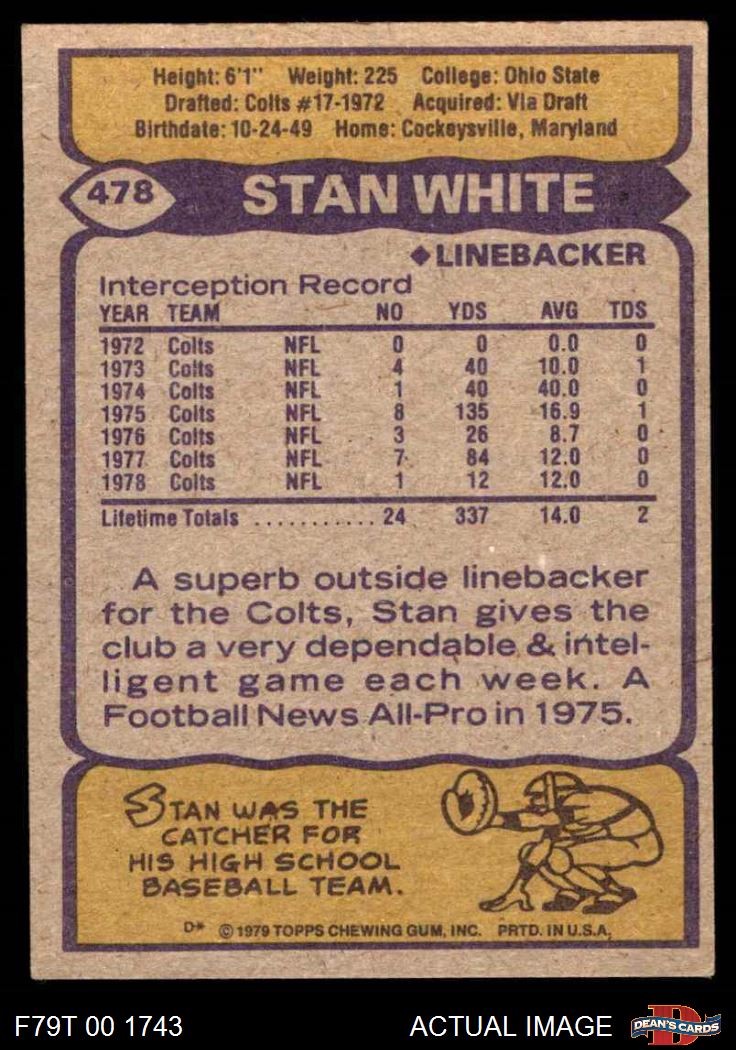 Height: 6'1" Weight: 225 College: Ohio State
Drafted: Colts #17-1972 Acquired: Via Draft
Birthdate: 10-24-49 Home: Cockeysville, Maryland
478 STAN WHITE
◆LINEBACKER
Interception Record
YEAR TEAM NO YDS AVG TDS
1972 Colts NFL 0 0 0.0 0
1973 Colts NFL 4 40 10.0 1
1974 Colts NFL 1 40 40.0 0
1975 Colts NFL 8 135 16.9 1
1976 Colts NFL 3 26 8.7 0
1977 Colts NFL 7 84 12.0 0
1978 Colts NFL 1 12 12.0 0
Lifetime Totals ............ 24 337 14.0 2
A superb outside linebacker
for the Colts, Stan gives the
club a very dependable & intel-
ligent game each week. A
Football News All-Pro in 1975.
STAN WAS THE
CATCHER FOR
HIS HIGH SCHOOL
BASEBALL TEAM.
D* © 1979 TOPPS CHEWING GUM, INC. PRTD. IN U.S.A.
F79T 00 1743 ACTUAL IMAGE D DEAN'S CARDS